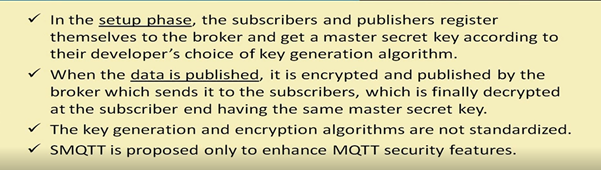 ✓ In the setup phase, the subscribers and publishers register
themselves to the broker and get a master secret key according to
their developer's choice of key generation algorithm.
✓ When the data is published, it is encrypted and published by the
broker which sends it to the subscribers, which is finally decrypted
at the subscriber end having the same master secret key.
✓ The key generation and encryption algorithms are not standardized.
✓ SMQTT is proposed only to enhance MQTT security features.